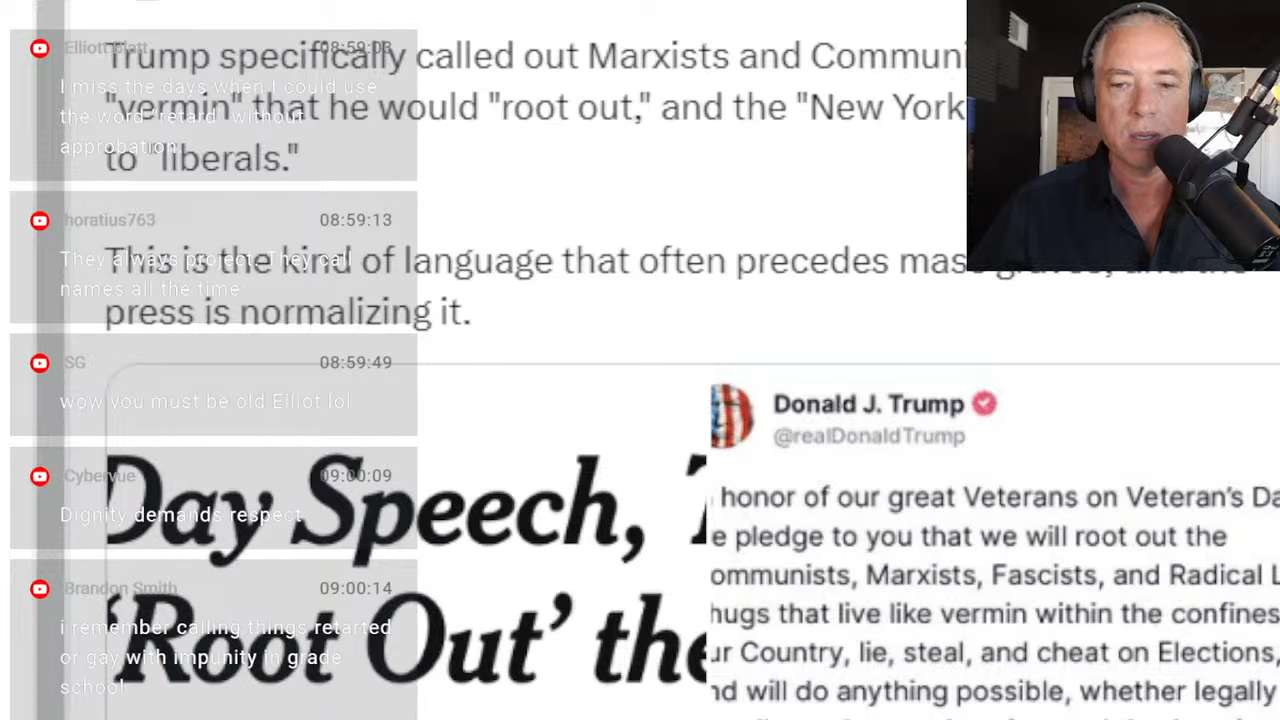 Elliott Blatt 08:59:03
I miss the days when I could use
the word "retard" without
approbation
horatius763 08:59:13
They always project. They call
names all the time
SG 08:59:49
wow you must be old Elliot lol
Cybervue 09:00:09
Dignity demands respect
Brandon Smith 09:00:14
i remember calling things retarted
or gay with impunity in grade
school
Trump specifically called out Marxists and Communi
"vermin" that he would "root out," and the "New York
to "liberals."
This is the kind of language that often precedes mass graves, and the
press is normalizing it.
Day Speech, T
'Root Out' the
Donald J. Trump
@realDonaldTrump
honor of our great Veterans on Veteran's Da
e pledge to you that we will root out the
ommunists, Marxists, Fascists, and Radical L
hugs that live like vermin within the confines
ur Country, lie, steal, and cheat on Elections,
nd will do anything possible, whether legally